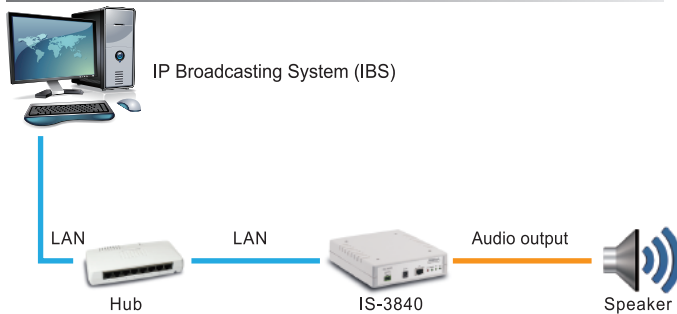 IP Broadcasting System (IBS)
LAN
LAN
Audio output
Hub
IS-3840
Speaker